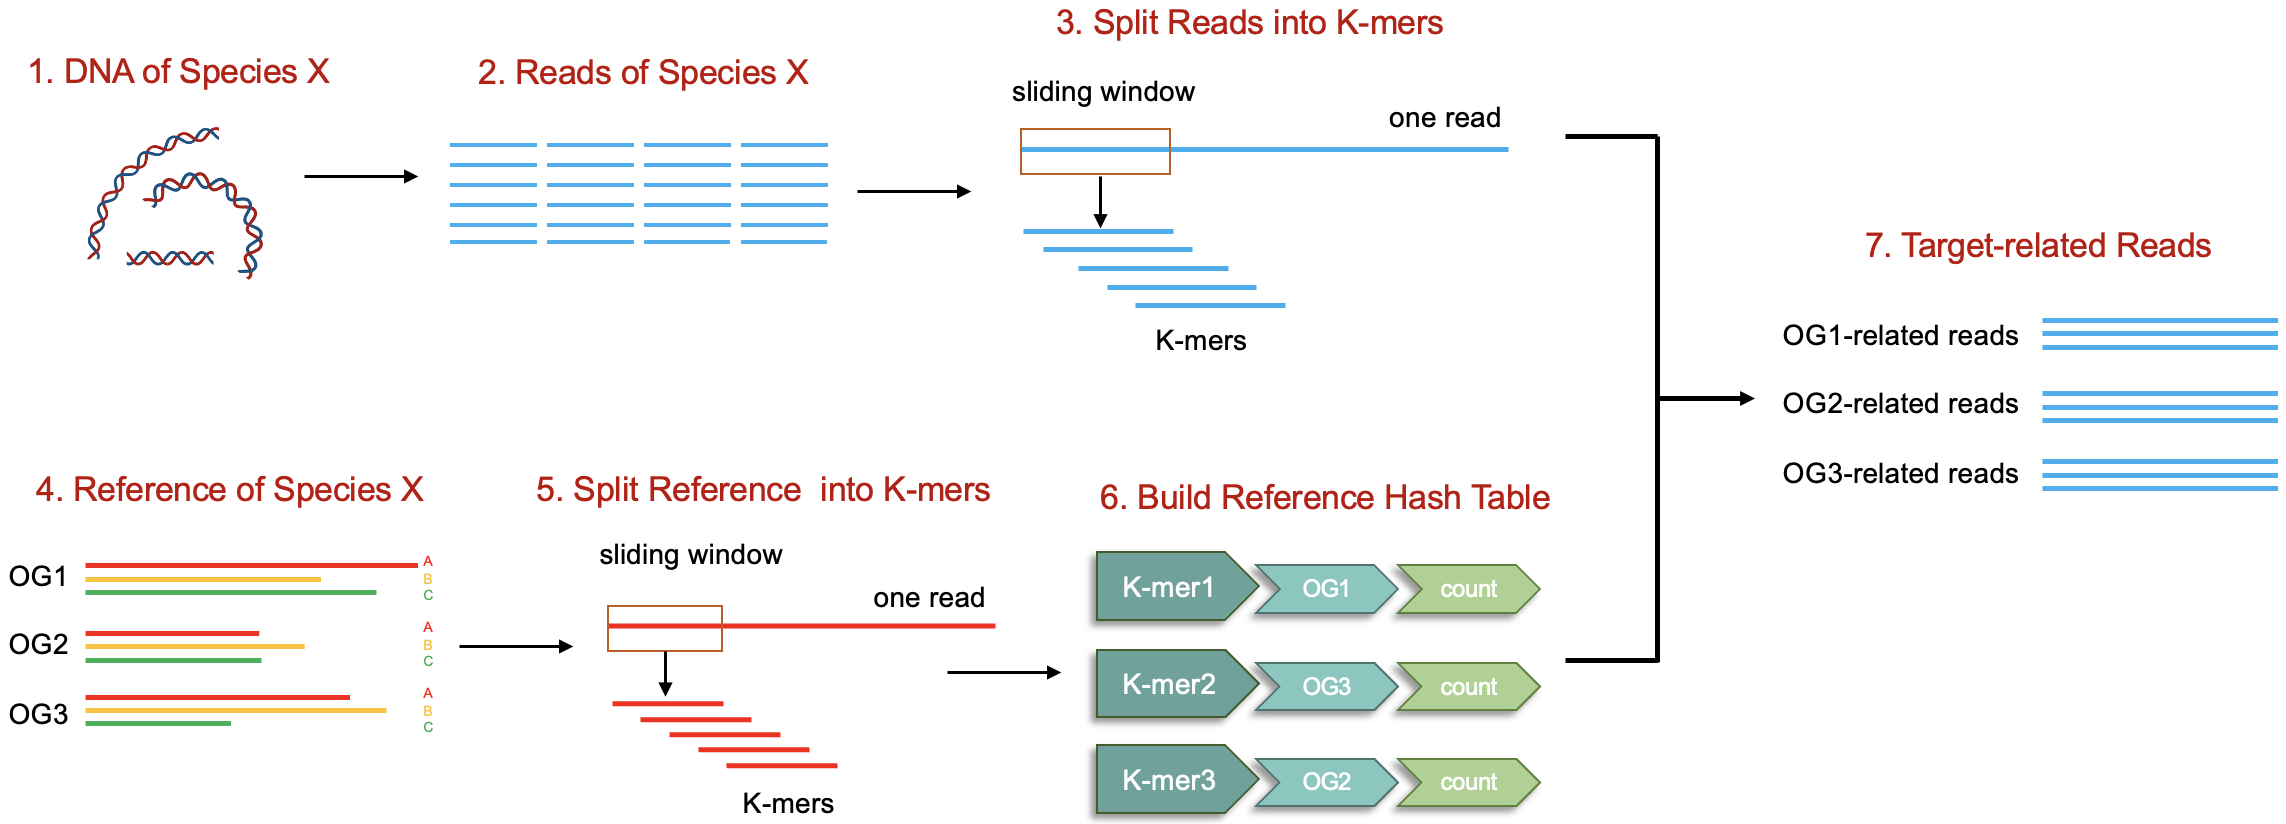 1. DNA of Species X
2. Reads of Species X
3. Split Reads into K-mers
sliding window
one read
K-mers
4. Reference of Species X
OG1
A
B
C
OG2
A
B
C
OG3
A
B
C
5. Split Reference  into K-mers
sliding window
one read
K-mers
6. Build Reference Hash Table
K-mer1 OG1 count
K-mer2 OG3 count
K-mer3 OG2 count
7. Target-related Reads
OG1-related reads
OG2-related reads
OG3-related reads